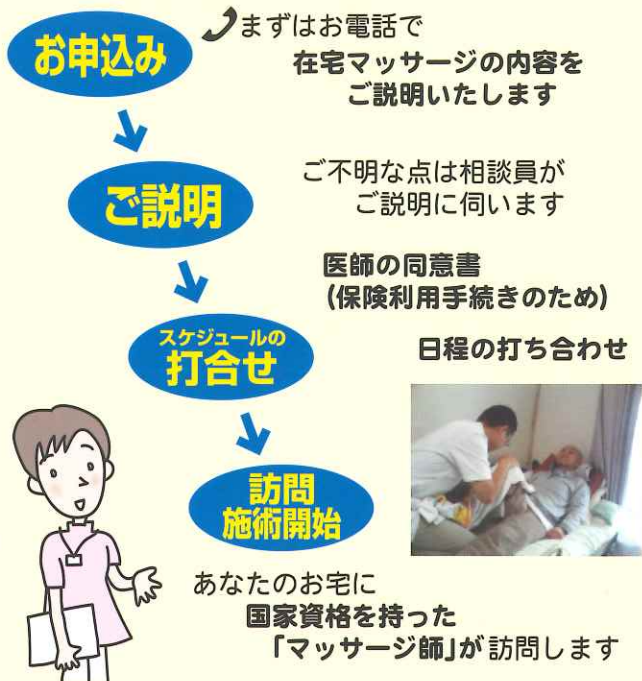 お申込み
まずはお電話で
在宅マッサージの内容を
ご説明いたします
ご説明
ご不明な点は相談員が
ご説明に伺います
医師の同意書
(保険利用手続きのため)
スケジュールの
打合せ
日程の打ち合わせ
訪問
施術開始
あなたのお宅に
国家資格を持った
「マッサージ師」が訪問します